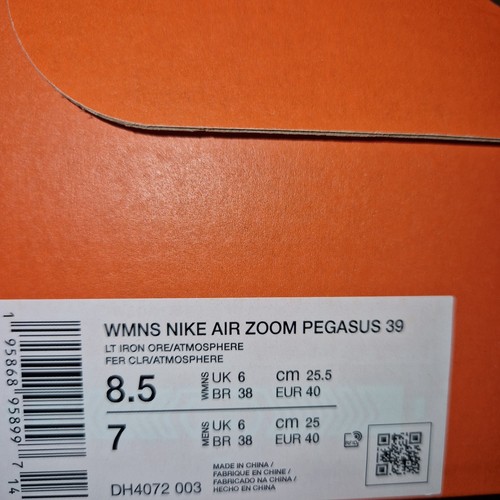 WMNS NIKE AIR ZOOM PEGASUS 39
LT IRON ORE/ATMOSPHERE
FER CLR/ATMOSPHERE
8.5 WMNS UK 6 cm 25.5
BR 38 EUR 40
7 MENS UK 6 cm 25
BR 38 EUR 40
MADE IN CHINA /
FABRIQUE EN CHINE /
FABRICADO NA CHINA /
HECHO EN CHINA
DH4072 003
1 95868 95899 714